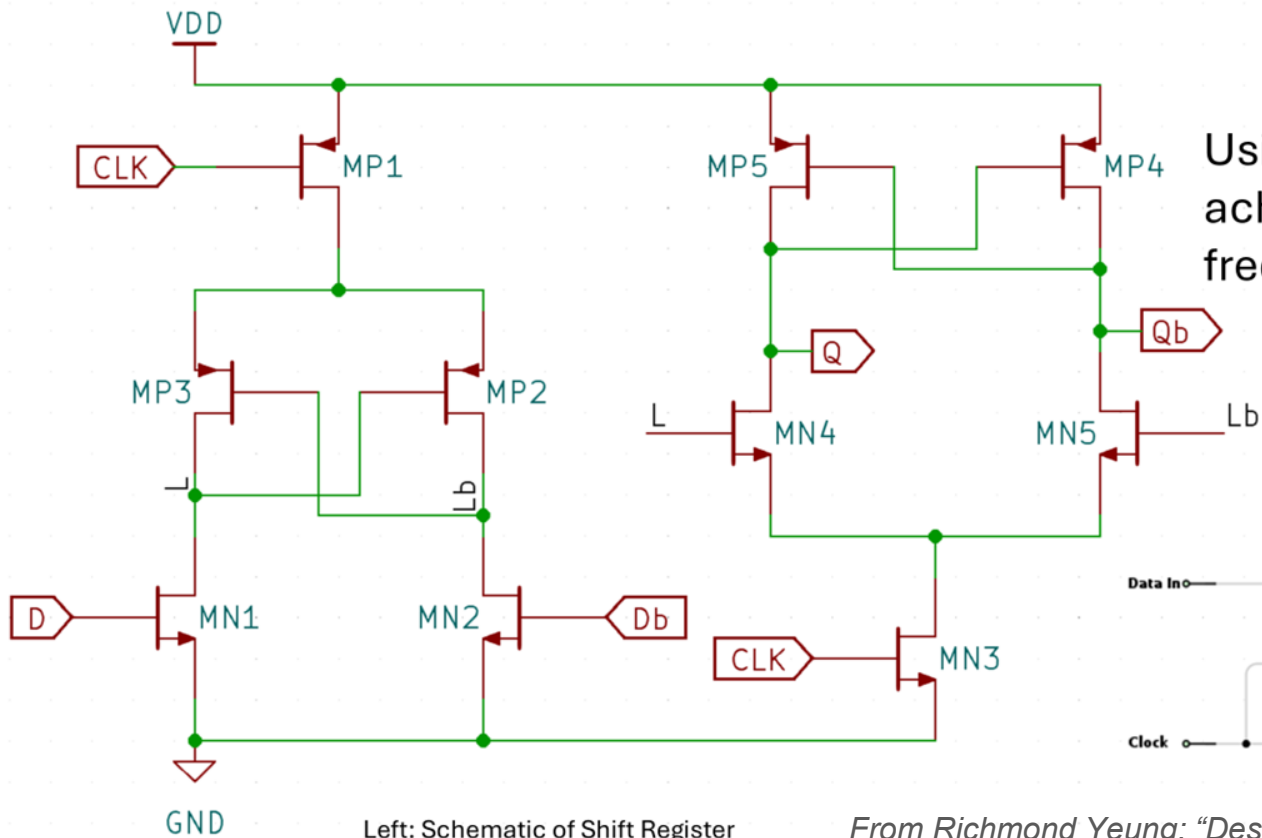 VDD
CLK
MP1
MP5
MP4
MP3
MP2
L
Lb
Q
Qb
L
MN4
MN5
Lb
D
MN1
MN2
Db
CLK
MN3
GND
Data In
Clock
Left: Schematic of Shift Register
From Richmond Yeung: "Des